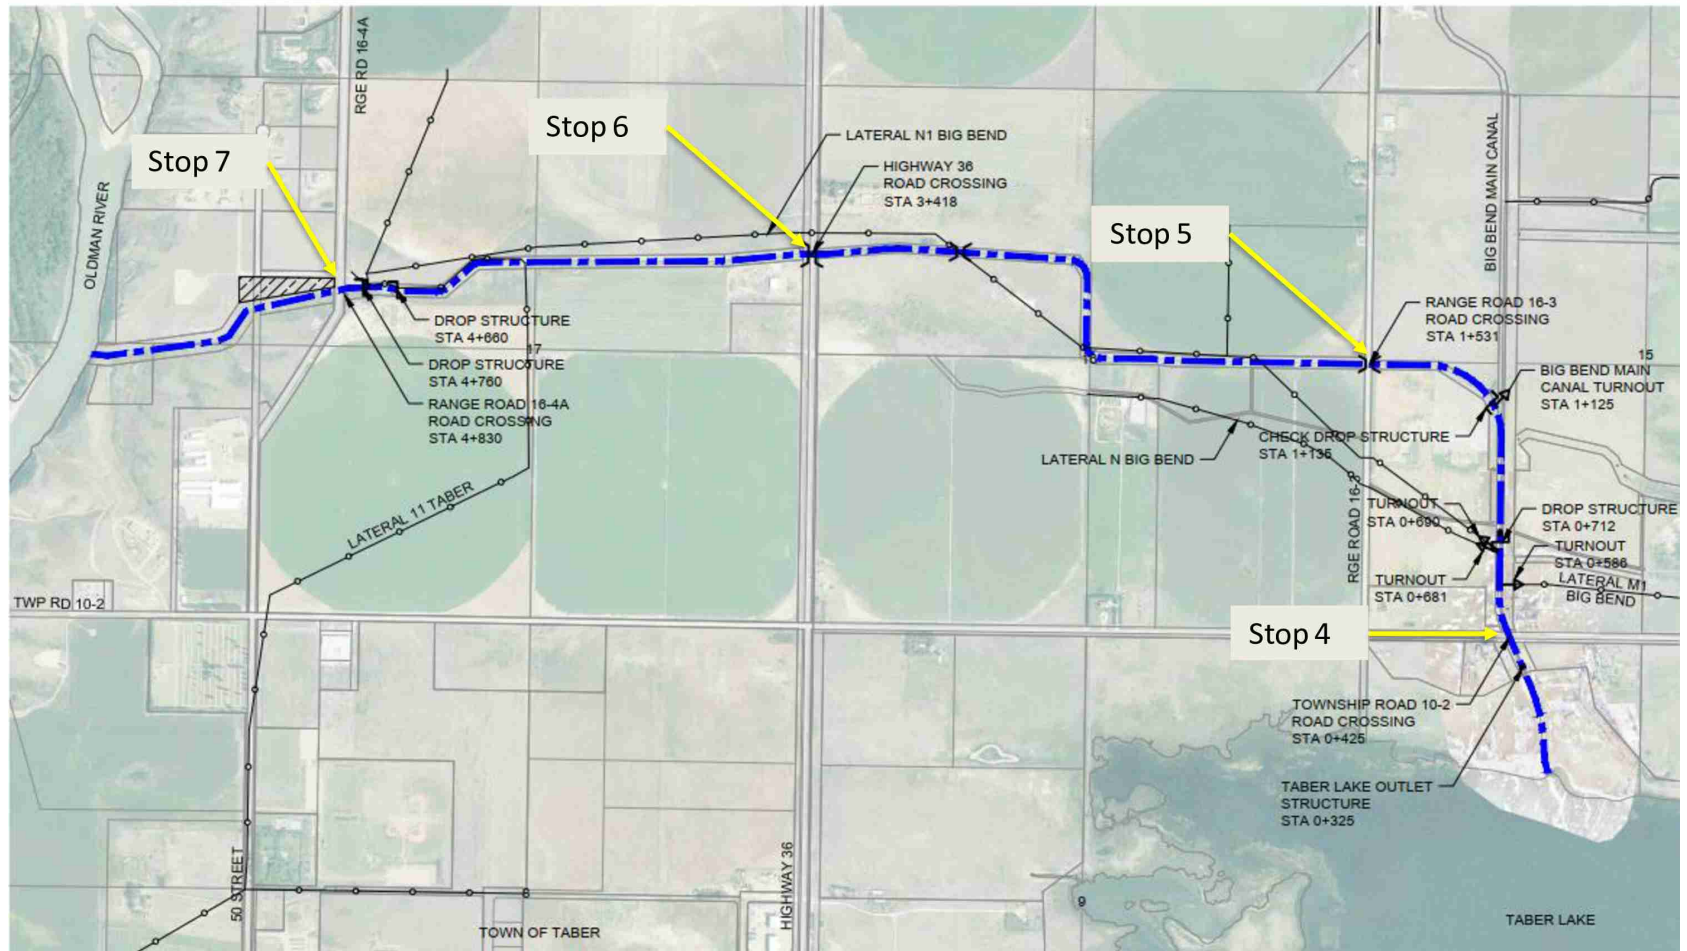 RGE RD 16-4A
Stop 7
OLDMAN RIVER
Stop 6
LATERAL N1 BIG BEND
HIGHWAY 36
ROAD CROSSING
STA 3+418
Stop 5
BIG BEND MAIN CANAL
RANGE ROAD 16-3
ROAD CROSSING
STA 1+531
DROP STRUCTURE
STA 4+660
17
DROP STRUCTURE
STA 4+760
RANGE ROAD 16-4A
ROAD CROSSING
STA 4+830
16
15
BIG BEND MAIN
CANAL TURNOUT
STA 1+125
CHECK DROP STRUCTURE
STA 1+135
LATERAL N BIG BEND
LATERAL 11 TABER
RGE ROAD 16-3
TURNOUT
STA 0+690
DROP STRUCTURE
STA 0+712
TURNOUT
STA 0+586
TURNOUT
STA 0+681
LATERAL M1
BIG BEND
TWP RD 10-2
Stop 4
TOWNSHIP ROAD 10-2
ROAD CROSSING
STA 0+425
TABER LAKE OUTLET
STRUCTURE
STA 0+325
50 STREET
8
HIGHWAY 36
9
TOWN OF TABER
TABER LAKE